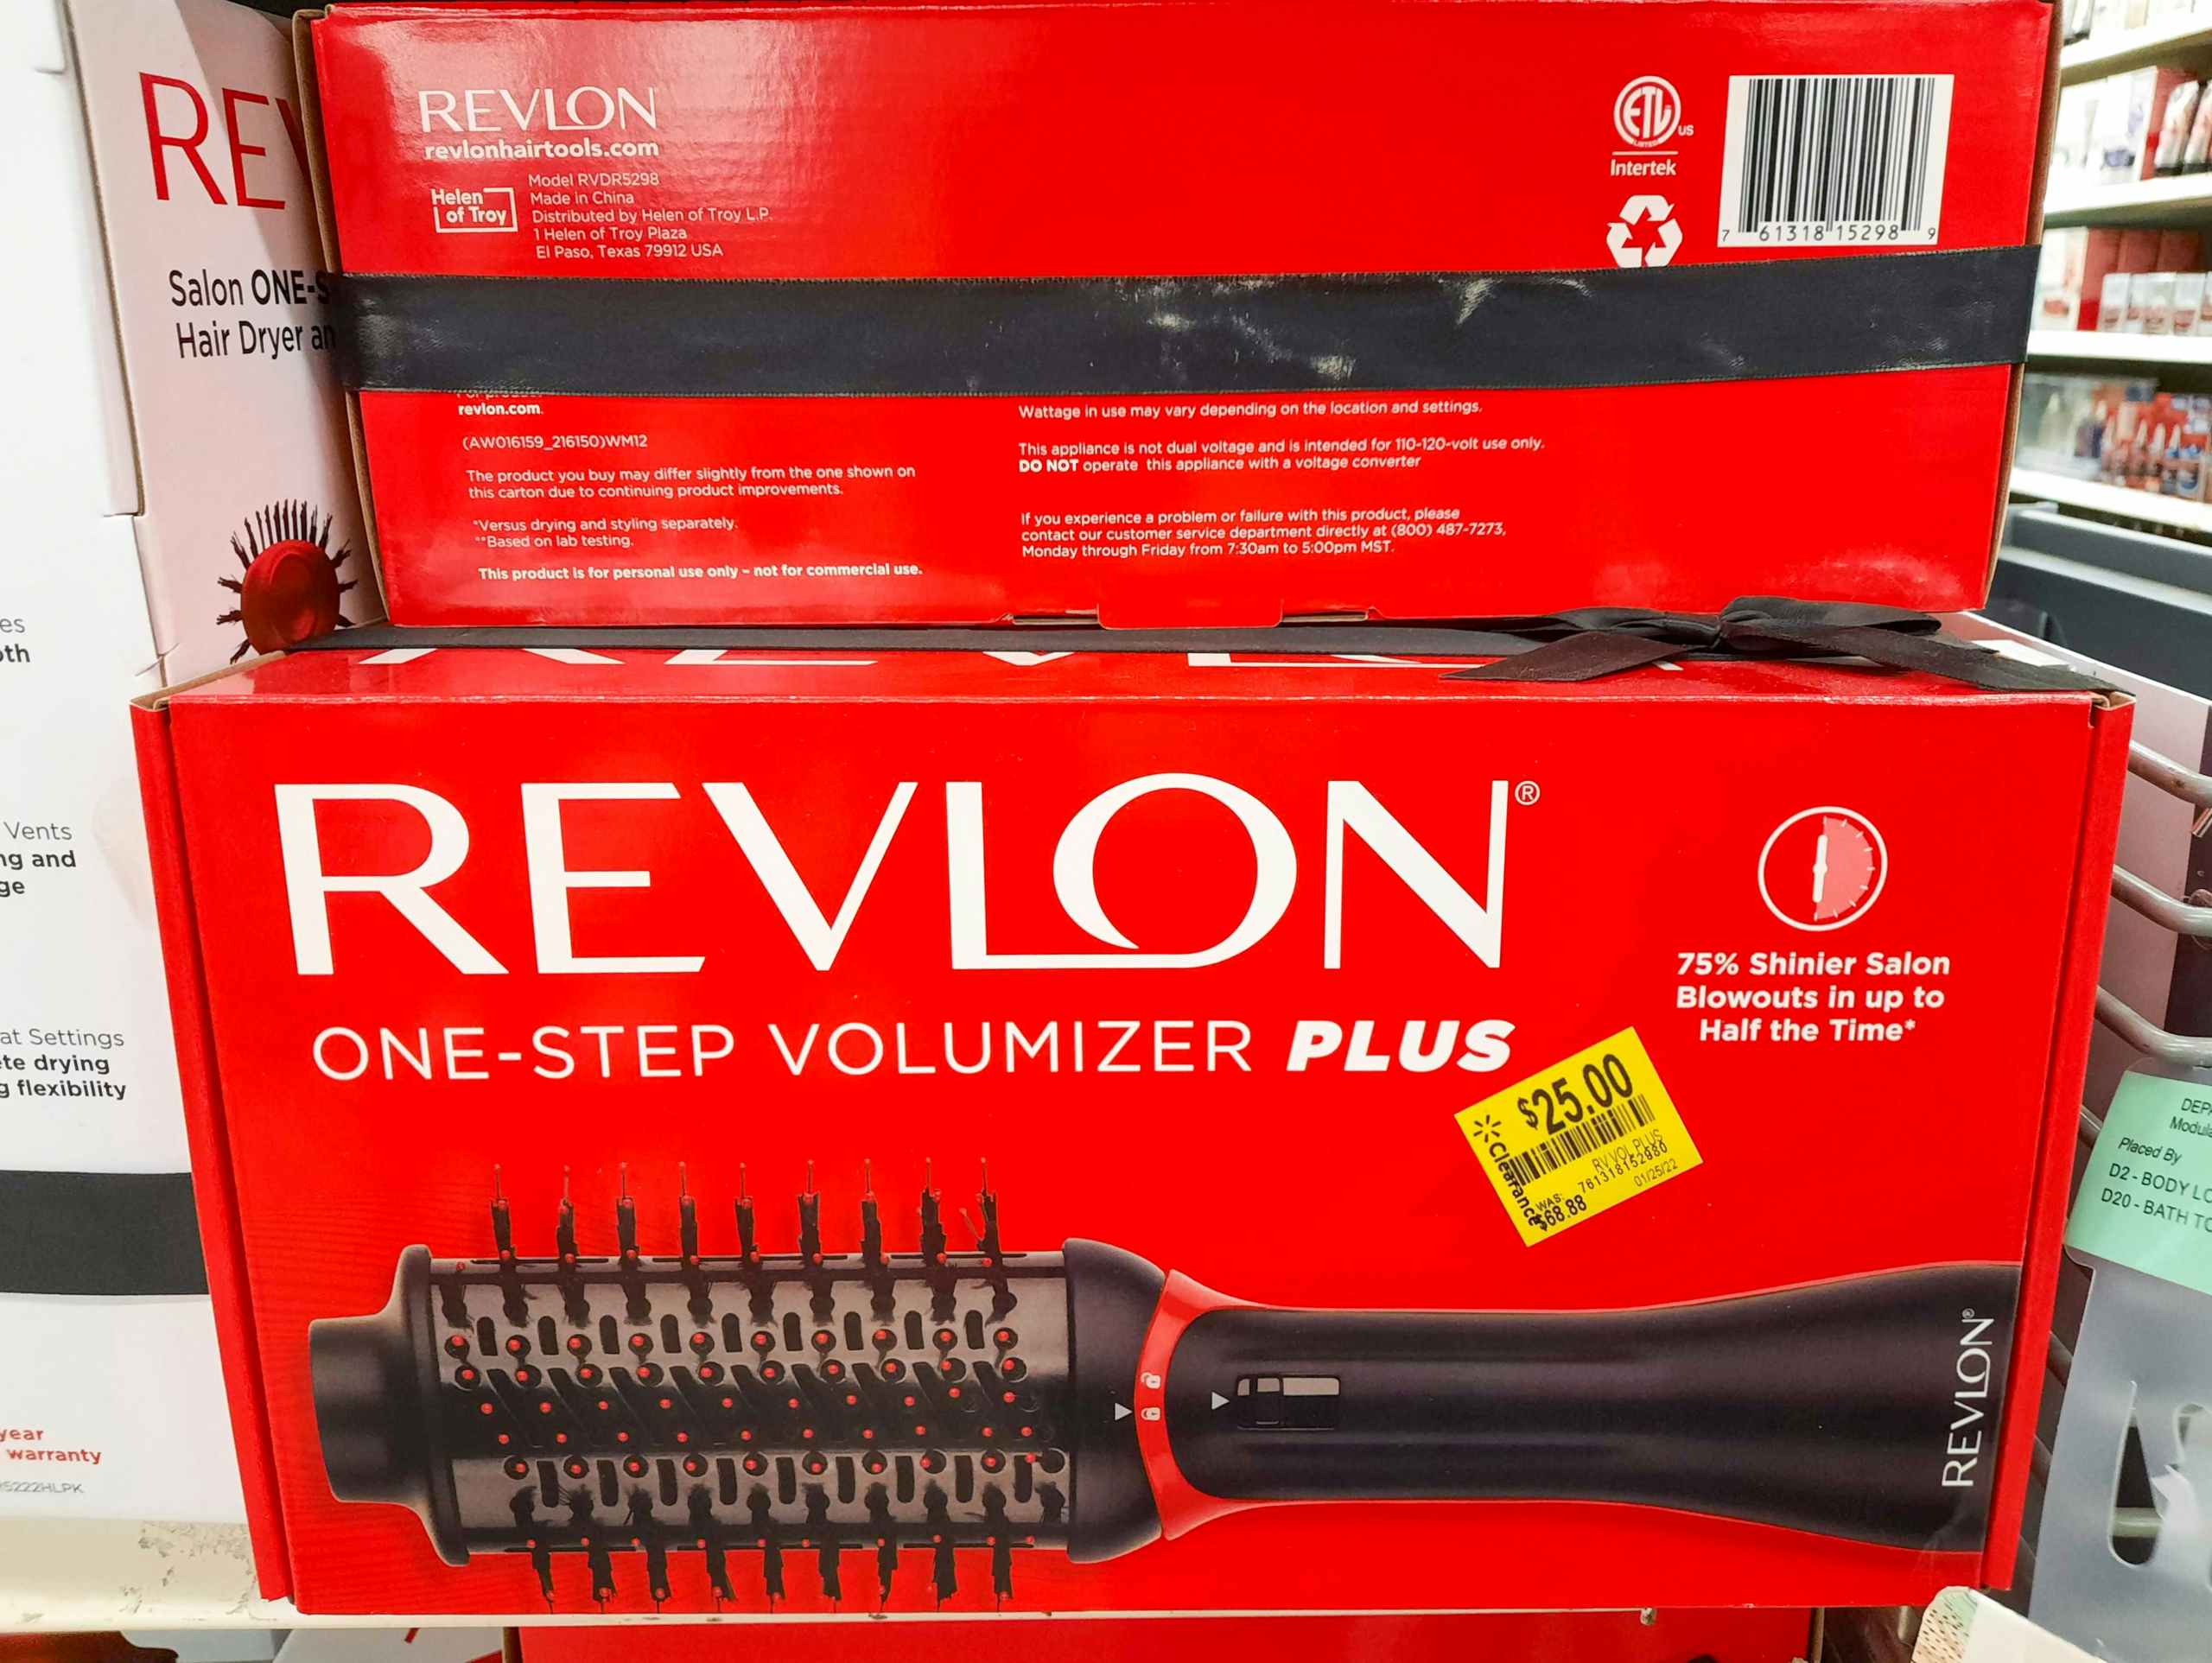 REVLON
revlonhairtools.com
Helen
of Troy
Model RVDR5298
Made in China
Distributed by Helen of Troy L.P.
1 Helen of Troy Plaza
El Paso, Texas 79912 USA
ETL
LISTED
US
Intertek
7 61318 15298 9
revlon.com.
(AW016159_216150)WM12
The product you buy may differ slightly from the one shown on
this carton due to continuing product improvements.
*Versus drying and styling separately.
**Based on lab testing.
This product is for personal use only – not for commercial use.
Wattage in use may vary depending on the location and settings.
This appliance is not dual voltage and is intended for 110-120-volt use only.
DO NOT operate this appliance with a voltage converter
If you experience a problem or failure with this product, please
contact our customer service department directly at (800) 487-7273,
Monday through Friday from 7:30am to 5:00pm MST.
RE
Salon ONE-S
Hair Dryer an
REVLON®
ONE-STEP VOLUMIZER PLUS
75% Shinier Salon
Blowouts in up to
Half the Time*
$25.00
Clearance
RV VOL PLUS
761318152980
WAS:
01/25/22
$68.88
REVLON®
Vents
ng and
ge
at Settings
te drying
g flexibility
year
warranty
5222HLPK
Placed By
D2 - BODY LO
D20 - BATH TO